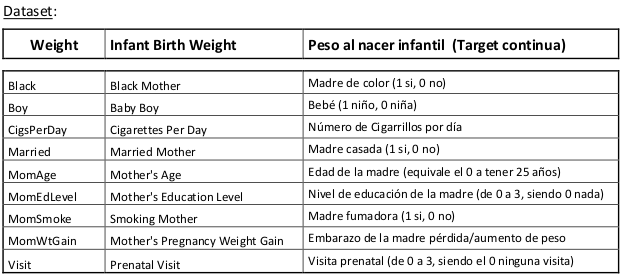 Dataset:
Weight Infant Birth Weight Peso al nacer infantil (Target continua)
Black Black Mother Madre de color (1 si, 0 no)
Boy Baby Boy Bebé (1 niño, 0 niña)
CigsPerDay Cigarettes Per Day Número de Cigarrillos por día
Married Married Mother Madre casada (1 si, 0 no)
MomAge Mother's Age Edad de la madre (equivale el 0 a tener 25 años)
MomEdLevel Mother's Education Level Nivel de educación de la madre (de 0 a 3, siendo 0 nada)
MomSmoke Smoking Mother Madre fumadora (1 si, 0 no)
MomWtGain Mother's Pregnancy Weight Gain Embarazo de la madre pérdida/aumento de peso
Visit Prenatal Visit Visita prenatal (de 0 a 3, siendo el 0 ninguna visita)